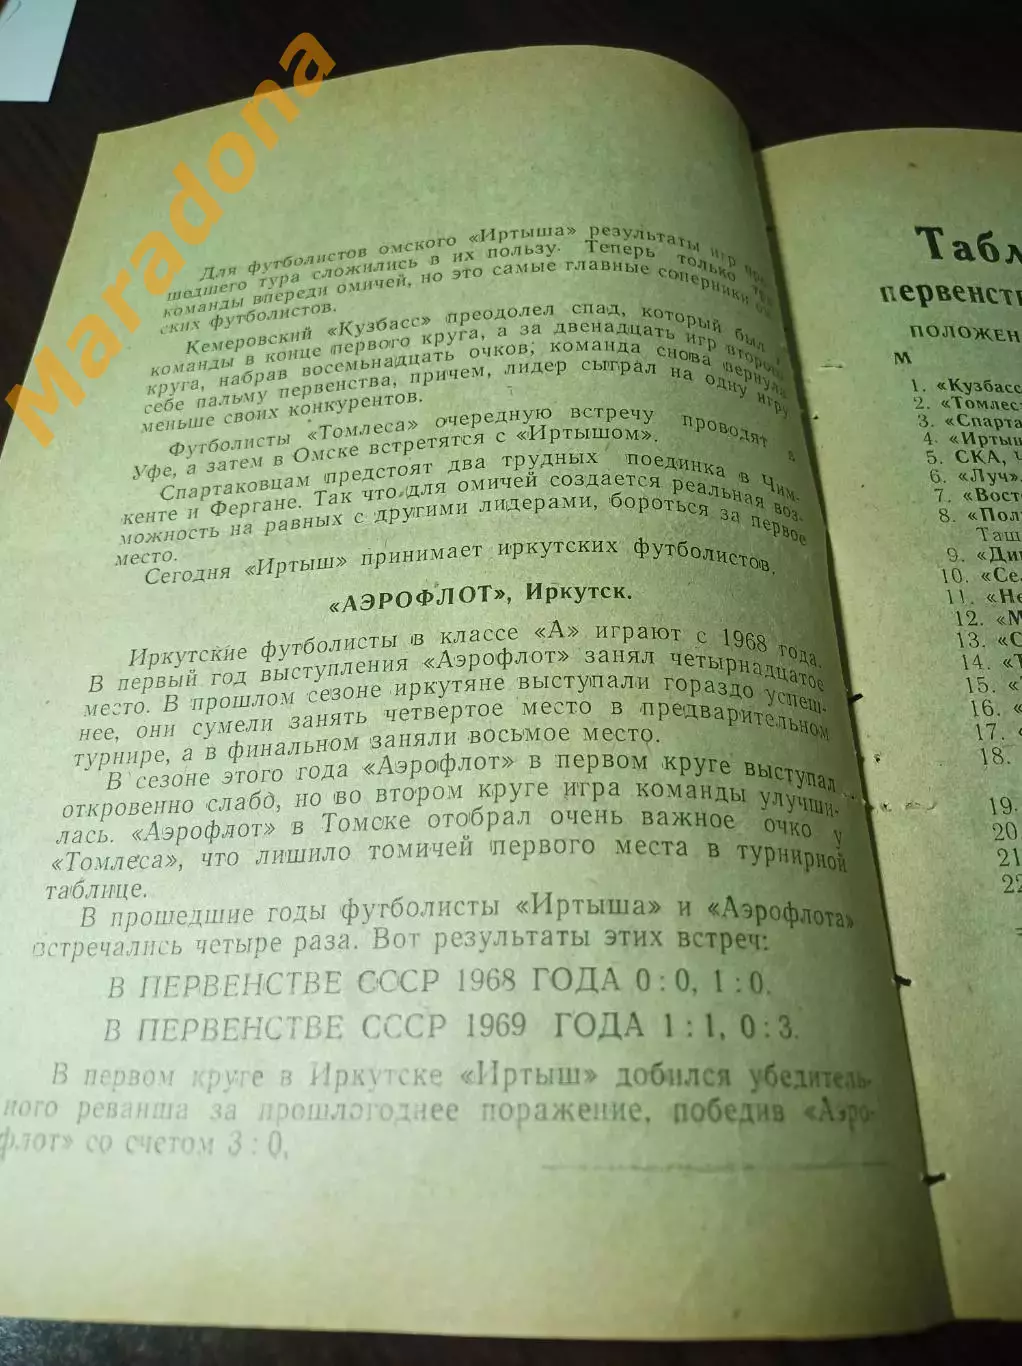 Maradona
Для футболистов омского «Иртыша» результаты игр
шедшего тура сложились в их пользу. Теперь только
команды впереди омичей, но это самые главные соперники
ских футболистов.
Кемеровский «Кузбасс» преодолел спад, который был
команды в конце первого круга, а за двенадцать игр второго
круга, набрав восемьнадцать очков, команда снова вернула
себе пальму первенства, причем, лидер сыграл на одну игру
меньше своих конкурентов.
Футболисты «Томлеса» очередную встречу проводят в
Уфе, а затем в Омске встретятся с «Иртышом».
Спартаковцам предстоят два трудных поединка в Чим-
кенте и Фергане. Так что для омичей создается реальная воз-
можность на равных с другими лидерами, бороться за первое
место.
Сегодня «Иртыш» принимает иркутских футболистов.
«АЭРОФЛОТ», Иркутск.
Иркутские футболисты в классе «А» играют с 1968 года.
В первый год выступления «Аэрофлот» занял четырнадцатое
место. В прошлом сезоне иркутяне выступали гораздо успеш-
нее, они сумели занять четвертое место в предварительном
турнире, а в финальном заняли восьмое место.
В сезоне этого года «Аэрофлот» в первом круге выступал
откровенно слабо, но во втором круге игра команды улучши-
лась. «Аэрофлот» в Томске отобрал очень важное очко у
«Томлеса», что лишило томичей первого места в турнирной
таблице.
В прошедшие годы футболисты «Иртыша» и «Аэрофлота»
встречались четыре раза. Вот результаты этих встреч:
В ПЕРВЕНСТВЕ СССР 1968 ГОДА 0:0, 1:0.
В ПЕРВЕНСТВЕ СССР 1969 ГОДА 1:1, 0:3.
В первом круге в Иркутске «Иртыш» добился убедитель-
ного реванша за прошлогоднее поражение, победив «Аэро-
флот» со счетом 3:0,
Табл
первенств
ПОЛОЖЕН
М
1. «Кузбасс
2. «Томлес
3. «Спарта
4. «Иртыш
5. СКА, Ч
6. «Луч»
7. «Вост
8. «Пол
Таш
9. «Ди
10. «Се
11. «Не
12. «М
13. «С
14. «Т
15. «
16. «
17. «
18.
19.
20.
21
22